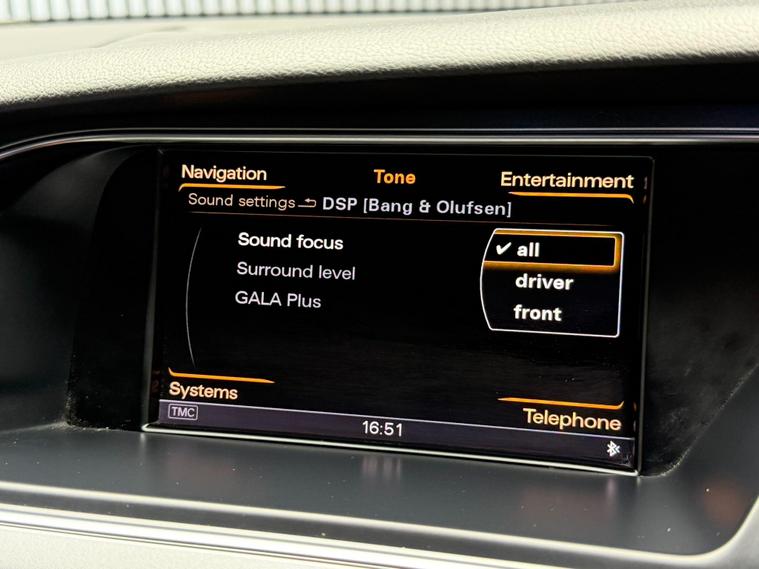 Navigation Tone Entertainment
Sound settings DSP [Bang & Olufsen]
Sound focus
Surround level
GALA Plus
all
driver
front
Systems
Telephone
TMC
16:51